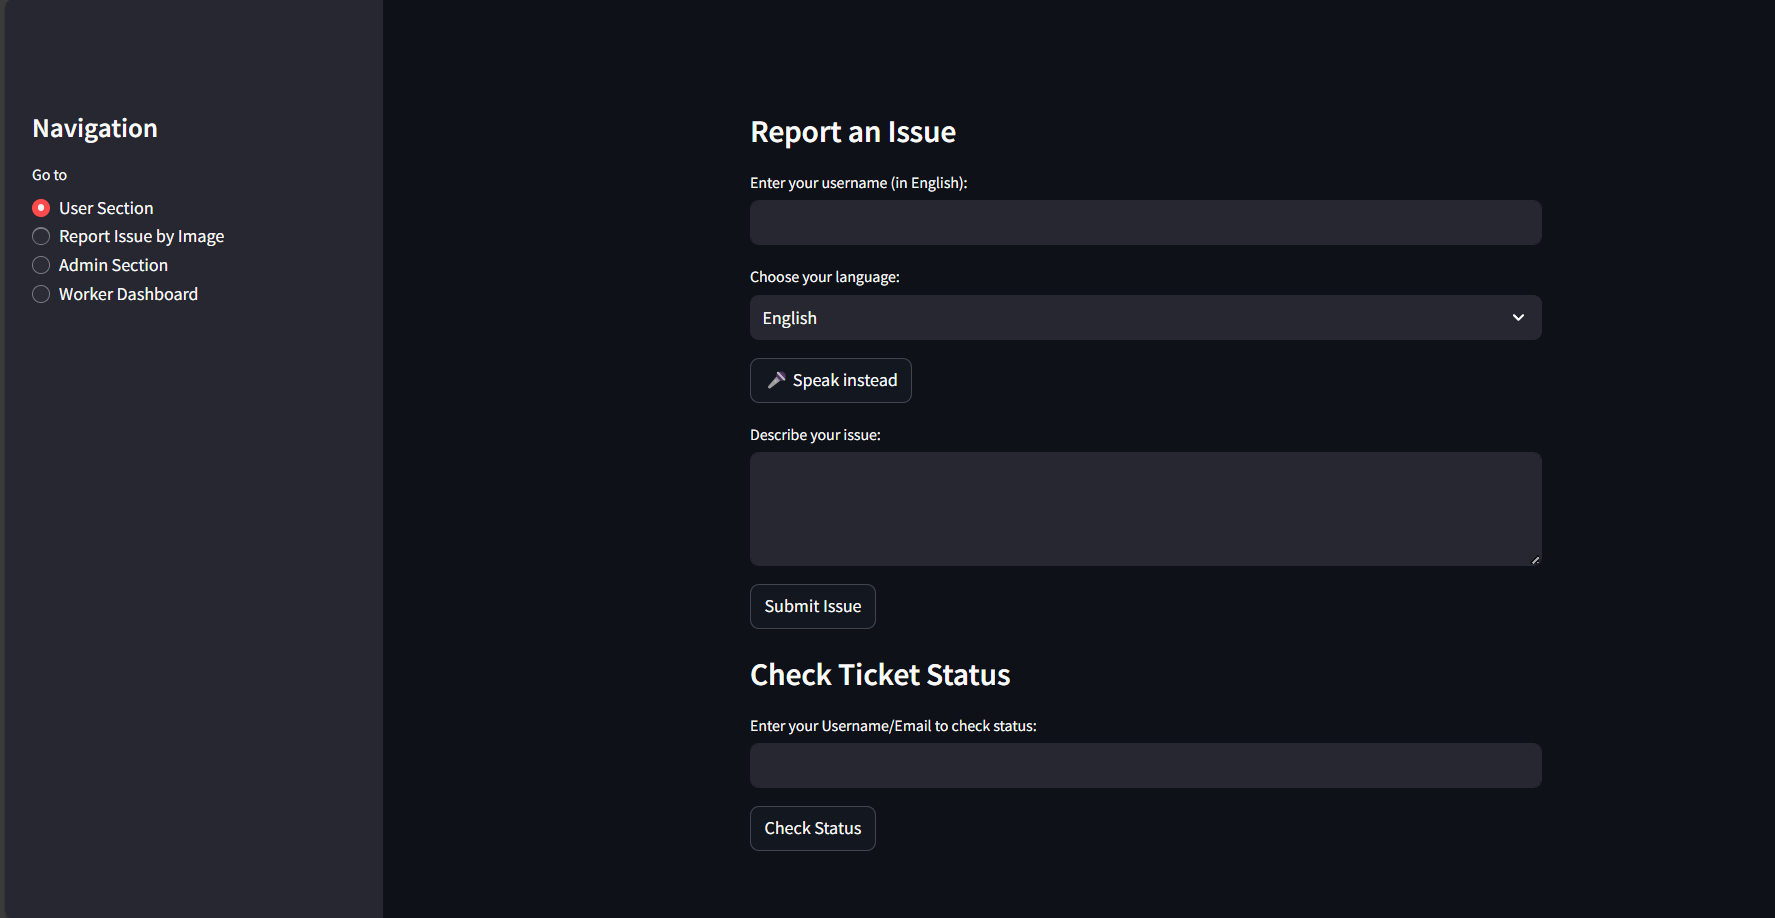 Navigation
Go to
User Section
Report Issue by Image
Admin Section
Worker Dashboard
Report an Issue
Enter your username (in English):
Choose your language:
English
Speak instead
Describe your issue:
Submit Issue
Check Ticket Status
Enter your Username/Email to check status:
Check Status